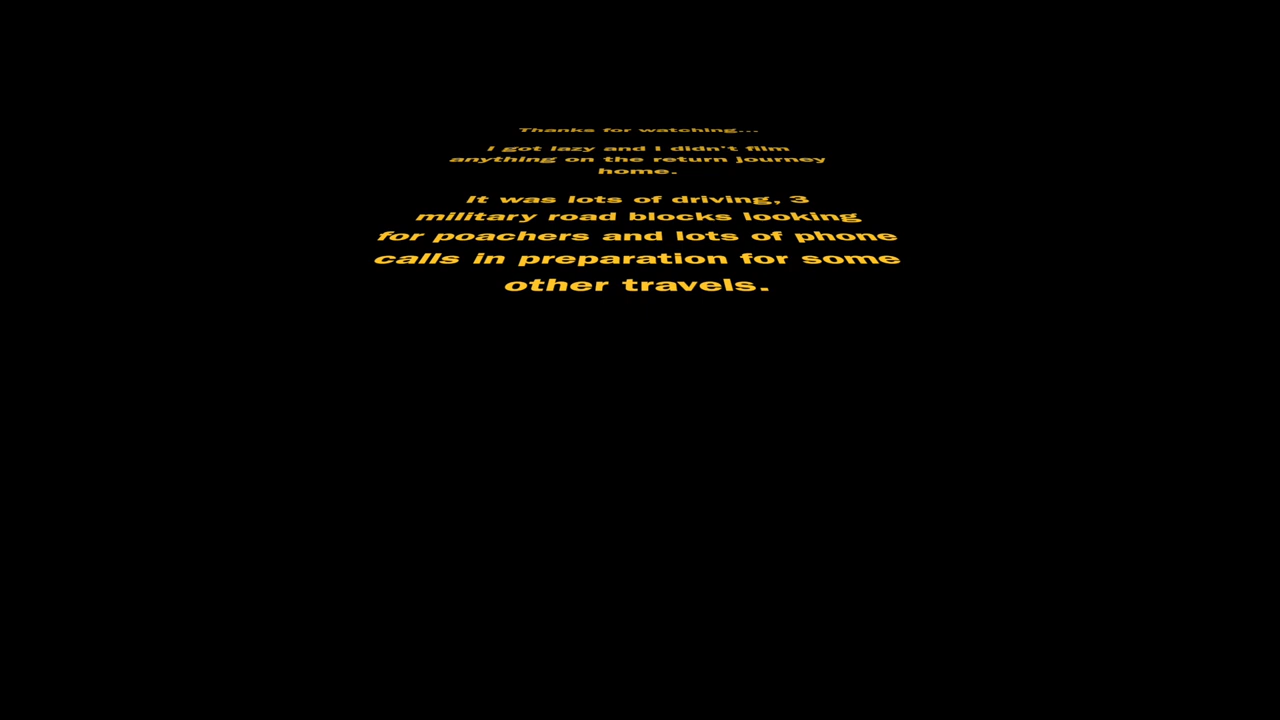 Thanks for watching...
I got lazy and I didn't film
anything on the return journey
home.
It was lots of driving, 3
military road blocks looking
for poachers and lots of phone
calls in preparation for some
other travels.